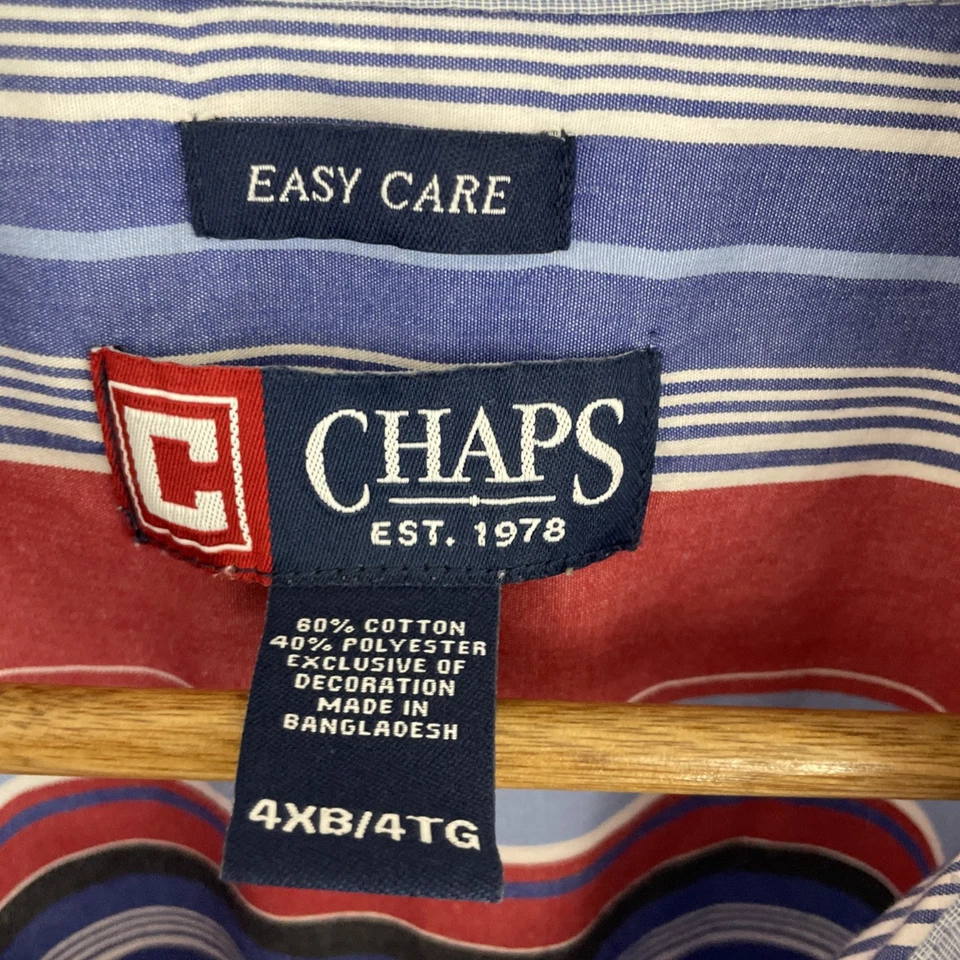 EASY CARE
C
CHAPS
EST. 1978
60% COTTON
40% POLYESTER
EXCLUSIVE OF
DECORATION
MADE IN
BANGLADESH
4XB/4TG